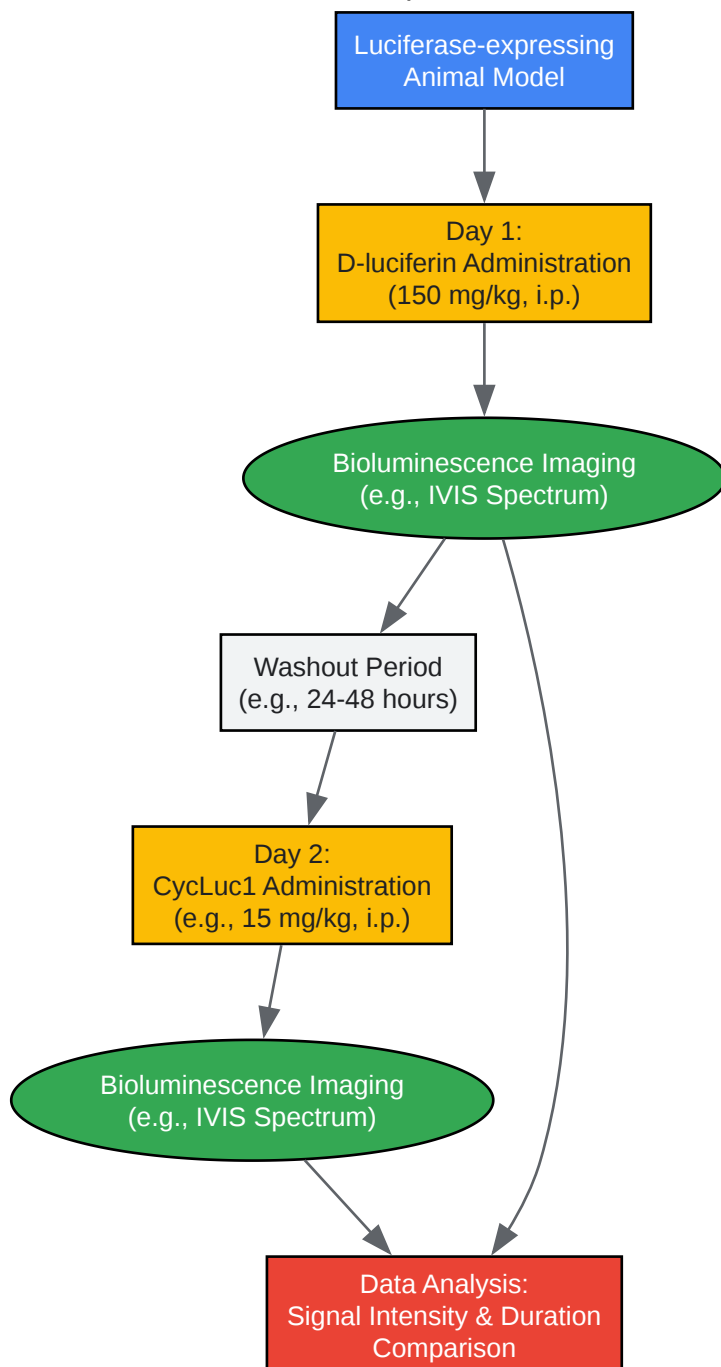 Luciferase-expressing
Animal Model
Day 1:
D-luciferin Administration
(150 mg/kg, i.p.)
Bioluminescence Imaging
(e.g., IVIS Spectrum)
Washout Period
(e.g., 24-48 hours)
Day 2:
CycLuc1 Administration
(e.g., 15 mg/kg, i.p.)
Bioluminescence Imaging
(e.g., IVIS Spectrum)
Data Analysis:
Signal Intensity & Duration
Comparison